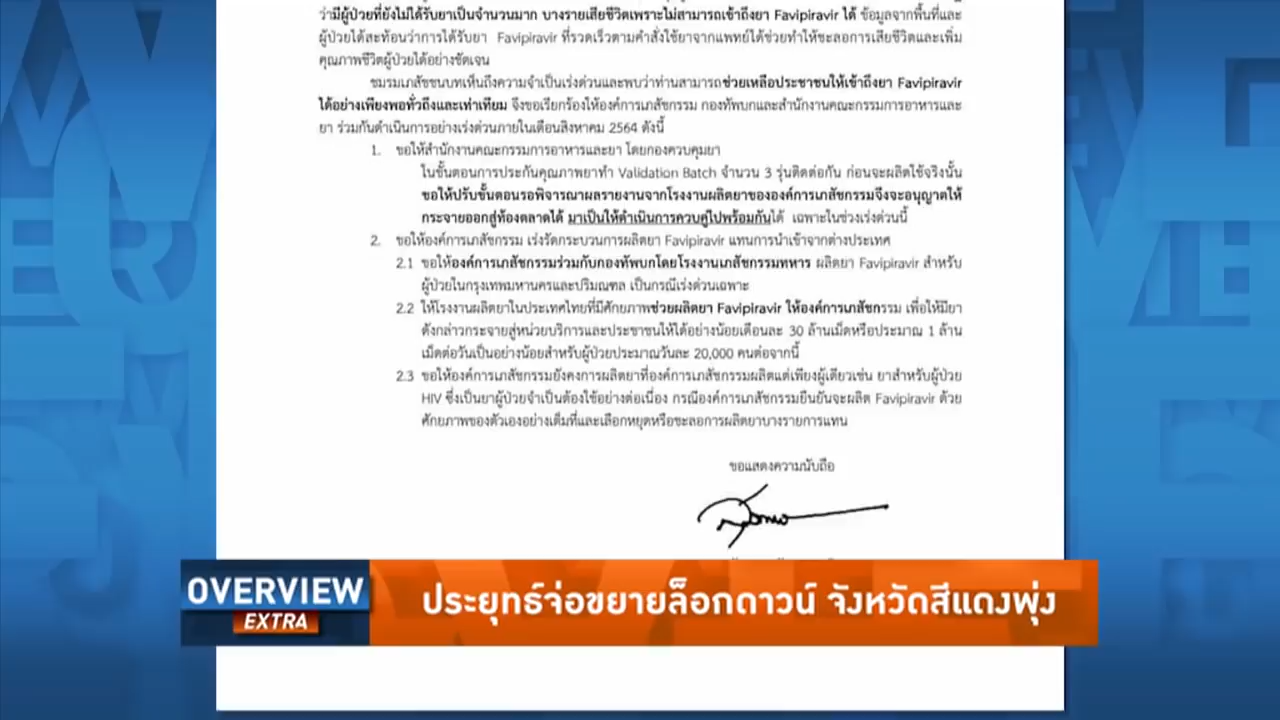 ว่ามีผู้ป่วยที่ยังไม่ได้รับยาเป็นจำนวนมาก บางรายเสียชีวิตเพราะไม่สามารถเข้าถึงยา Favipiravir ได้ ข้อมูลจากพื้นที่และ
ผู้ป่วยได้สะท้อนว่าการได้รับยา Favipiravir ที่รวดเร็วตามคำสั่งใช้ยาจากแพทย์ได้ช่วยทำให้ชะลอการเสียชีวิตและเพิ่ม
คุณภาพชีวิตผู้ป่วยได้อย่างชัดเจน
ชมรมเภสัชชนบทเห็นถึงความจำเป็นเร่งด่วนและพบว่าท่านสามารถช่วยเหลือประชาชนให้เข้าถึงยา Favipiravir
ได้อย่างเพียงพอทั่วถึงและเท่าเทียม จึงขอเรียกร้องให้องค์การเภสัชกรรม กองทัพบกและสำนักงานคณะกรรมการอาหารและ
ยา ร่วมกันดำเนินการอย่างเร่งด่วนภายในเดือนสิงหาคม 2564 ดังนี้
1. ขอให้สำนักงานคณะกรรมการอาหารและยา โดยกองควบคุมยา
ในขั้นตอนการประกันคุณภาพยาทำ Validation Batch จำนวน 3 รุ่นติดต่อกัน ก่อนจะผลิตใช้จริงนั้น
ขอให้ปรับขั้นตอนรอพิจารณาผลรายงานจากโรงงานผลิตยาขององค์การเภสัชกรรมจึงจะอนุญาตให้
กระจายออกสู่ท้องตลาดได้ มาเป็นให้ดำเนินการควบคู่ไปพร้อมกันได้ เฉพาะในช่วงเร่งด่วนนี้
2. ขอให้องค์การเภสัชกรรม เร่งรัดกระบวนการผลิตยา Favipiravir แทนการนำเข้าจากต่างประเทศ
2.1 ขอให้องค์การเภสัชกรรมร่วมกับกองทัพบกโดยโรงงานเภสัชกรรมทหาร ผลิตยา Favipiravir สำหรับ
ผู้ป่วยในกรุงเทพมหานครและปริมณฑล เป็นกรณีเร่งด่วนเฉพาะ
2.2 ให้โรงงานผลิตยาในประเทศไทยที่มีศักยภาพช่วยผลิตยา Favipiravir ให้องค์การเภสัชกรรม เพื่อให้มียา
ดังกล่าวกระจายสู่หน่วยบริการและประชาชนให้ได้อย่างน้อยเดือนละ 30 ล้านเม็ดหรือประมาณ 1 ล้าน
เม็ดต่อวันเป็นอย่างน้อยสำหรับผู้ป่วยประมาณวันละ 20,000 คนต่อจากนี้
2.3 ขอให้องค์การเภสัชกรรมยังคงการผลิตยาที่องค์การเภสัชกรรมผลิตแต่เพียงผู้เดียวเช่น ยาสำหรับผู้ป่วย
HIV ซึ่งเป็นยาผู้ป่วยจำเป็นต้องใช้อย่างต่อเนื่อง กรณีองค์การเภสัชกรรมยืนยันจะผลิต Favipiravir ด้วย
ศักยภาพของตัวเองอย่างเต็มที่และเลือกหยุดหรือชะลอการผลิตยาบางรายการแทน
ขอแสดงความนับถือ
OVERVIEW
EXTRA
ประยุทธ์จ่อขยายล็อกดาวน์ จังหวัดสีแดงพุ่ง